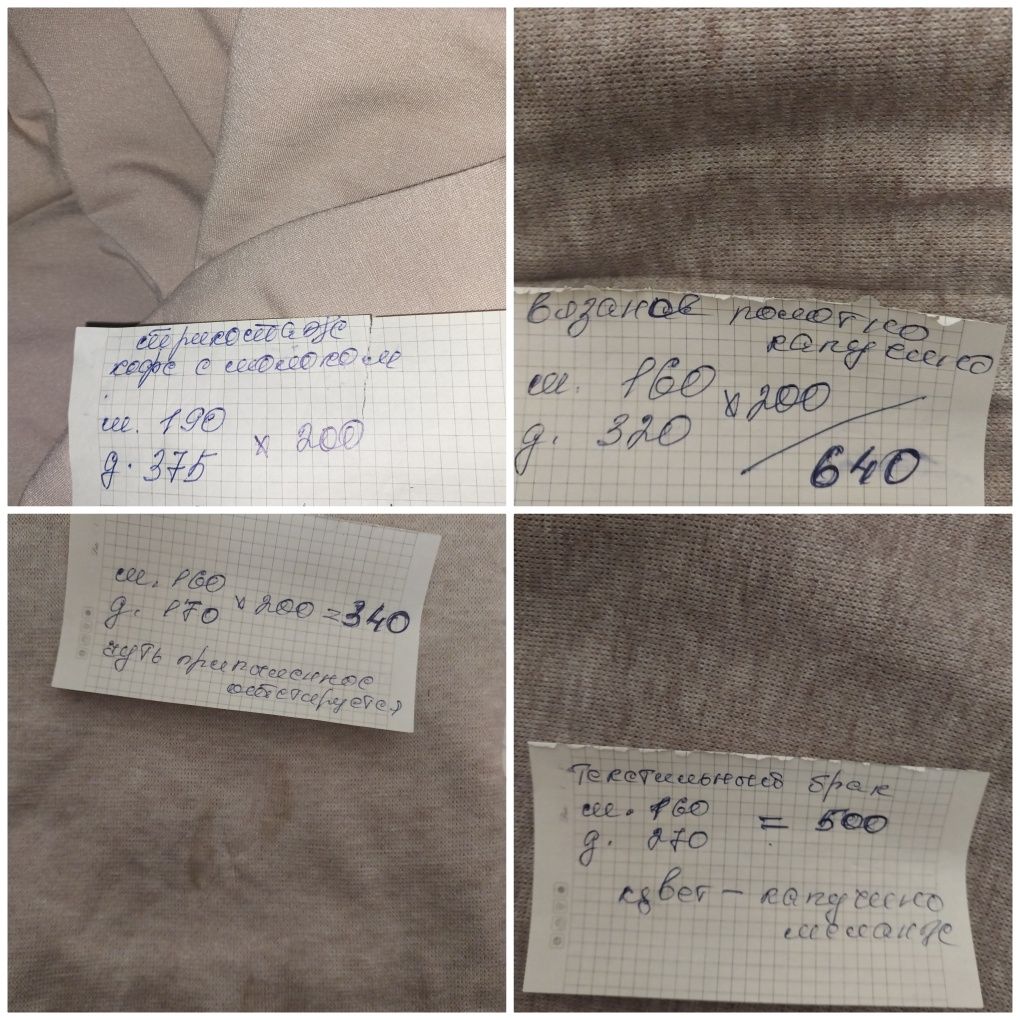 трикотаж
кофе с молоком
ш. 190
х 200
д. 375
вязаное полотно
капучино
ш. 160
х 200
д. 320
640
ш. 160
х 200 = 340
д. 170
чуть припыленное
отстирується
Текстильный брак
ш. 160
= 500
д. 270
цвет - капучино
меланж